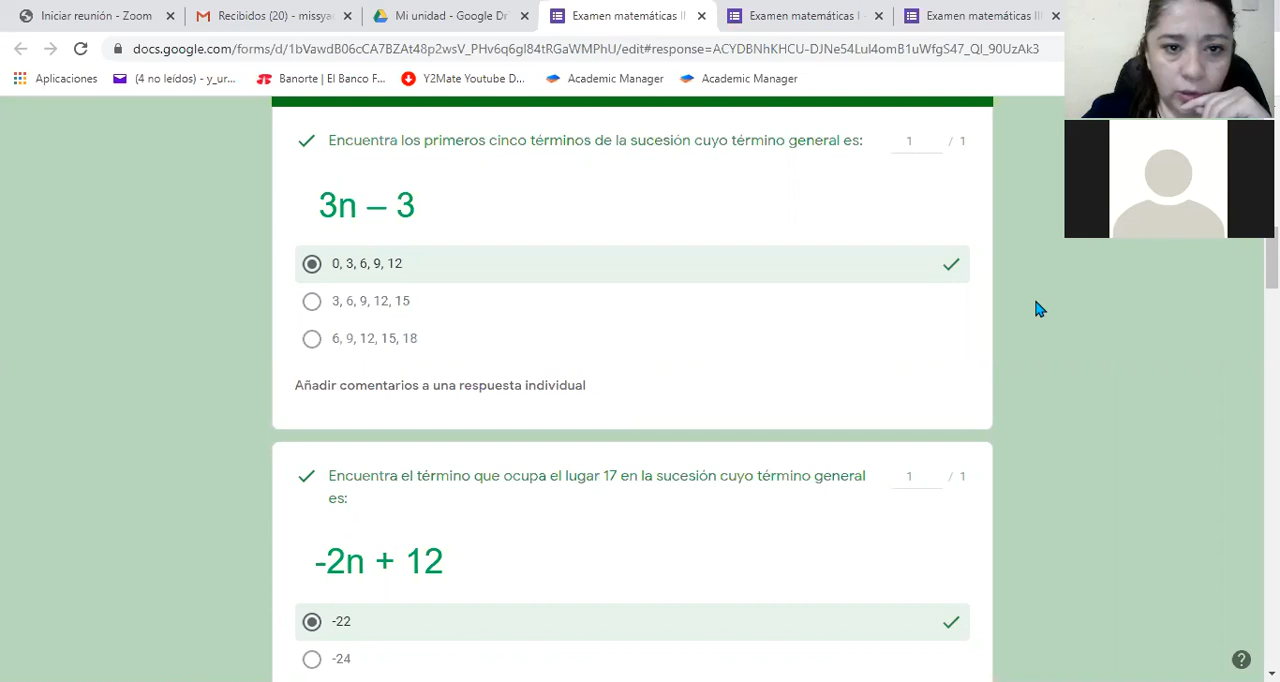 Iniciar reunión - Zoom
Recibidos (20) - missya
Mi unidad - Google Dr
Examen matemáticas II
Examen matemáticas I -
Examen matemáticas III
docs.google.com/forms/d/1bVawdB06cCA7BZAt48p2wsV_PHv6q6gl84tRGaWMPhU/edit#response=ACYDBNhKHCU-DJNe54Lul4omB1uWfgS47_Ql_90UzAk3
Aplicaciones
(4 no leídos) - y_ur...
Banorte | El Banco F...
Y2Mate Youtube D...
Academic Manager
Academic Manager
Encuentra los primeros cinco términos de la sucesión cuyo término general es:
1 / 1
3n – 3
0, 3, 6, 9, 12
3, 6, 9, 12, 15
6, 9, 12, 15, 18
Añadir comentarios a una respuesta individual
Encuentra el término que ocupa el lugar 17 en la sucesión cuyo término general
es:
1 / 1
-2n + 12
-22
-24